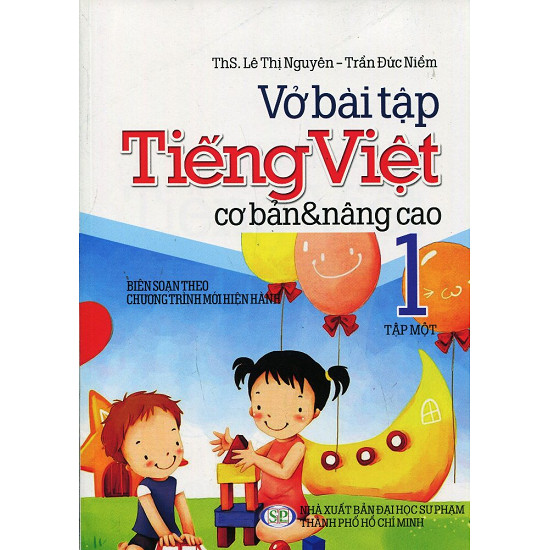 ThS. Lê Thị Nguyên – Trần Đức Niềm
Vở bài tập
Tiếng Việt
cơ bản&nâng cao
1
BIÊN SOẠN THEO
CHƯƠNG TRÌNH MỚI HIỆN HÀNH
TẬP MỘT
NHÀ XUẤT BẢN ĐẠI HỌC SƯ PHẠM
THÀNH PHỐ HỒ CHÍ MINH
SP